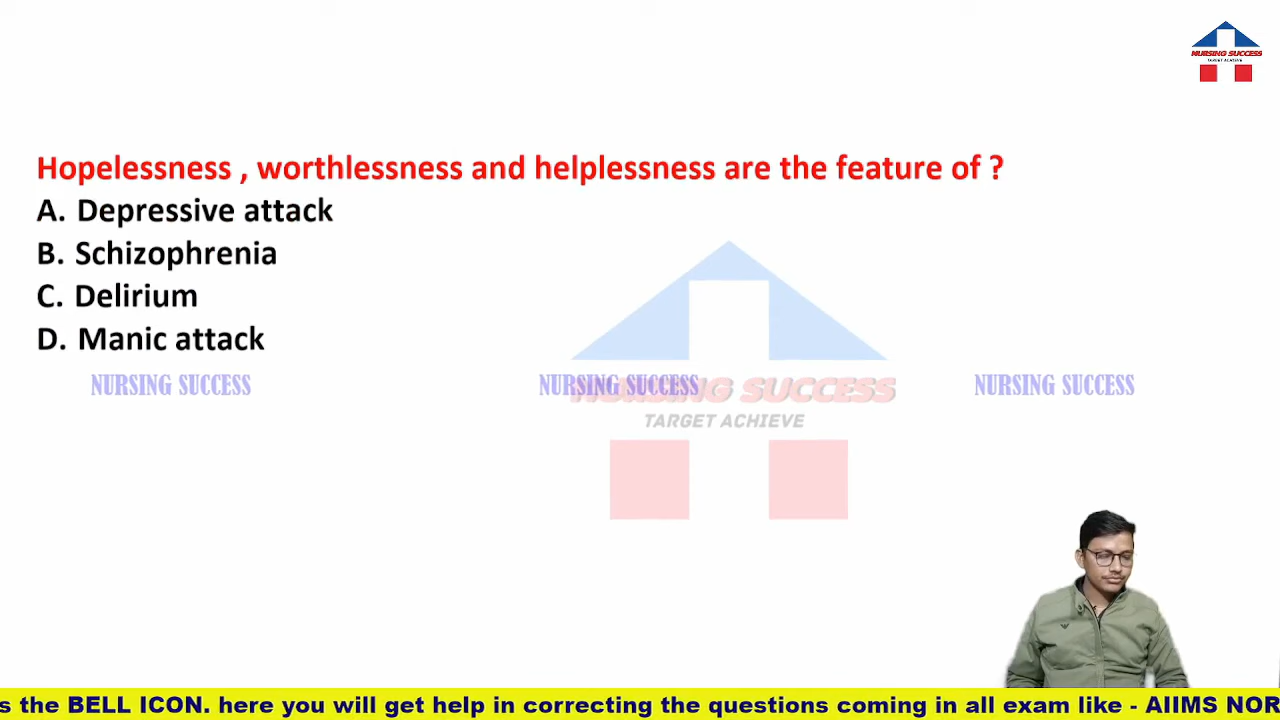 NURSING SUCCESS
TARGET ACHIEVE
Hopelessness , worthlessness and helplessness are the feature of ?
A. Depressive attack
B. Schizophrenia
C. Delirium
D. Manic attack
NURSING SUCCESS
NURSING SUCCESS
NURSING SUCCESS
NURSING SUCCESS
TARGET ACHIEVE
s the BELL ICON. here you will get help in correcting the questions coming in all exam like - AIIMS NOR